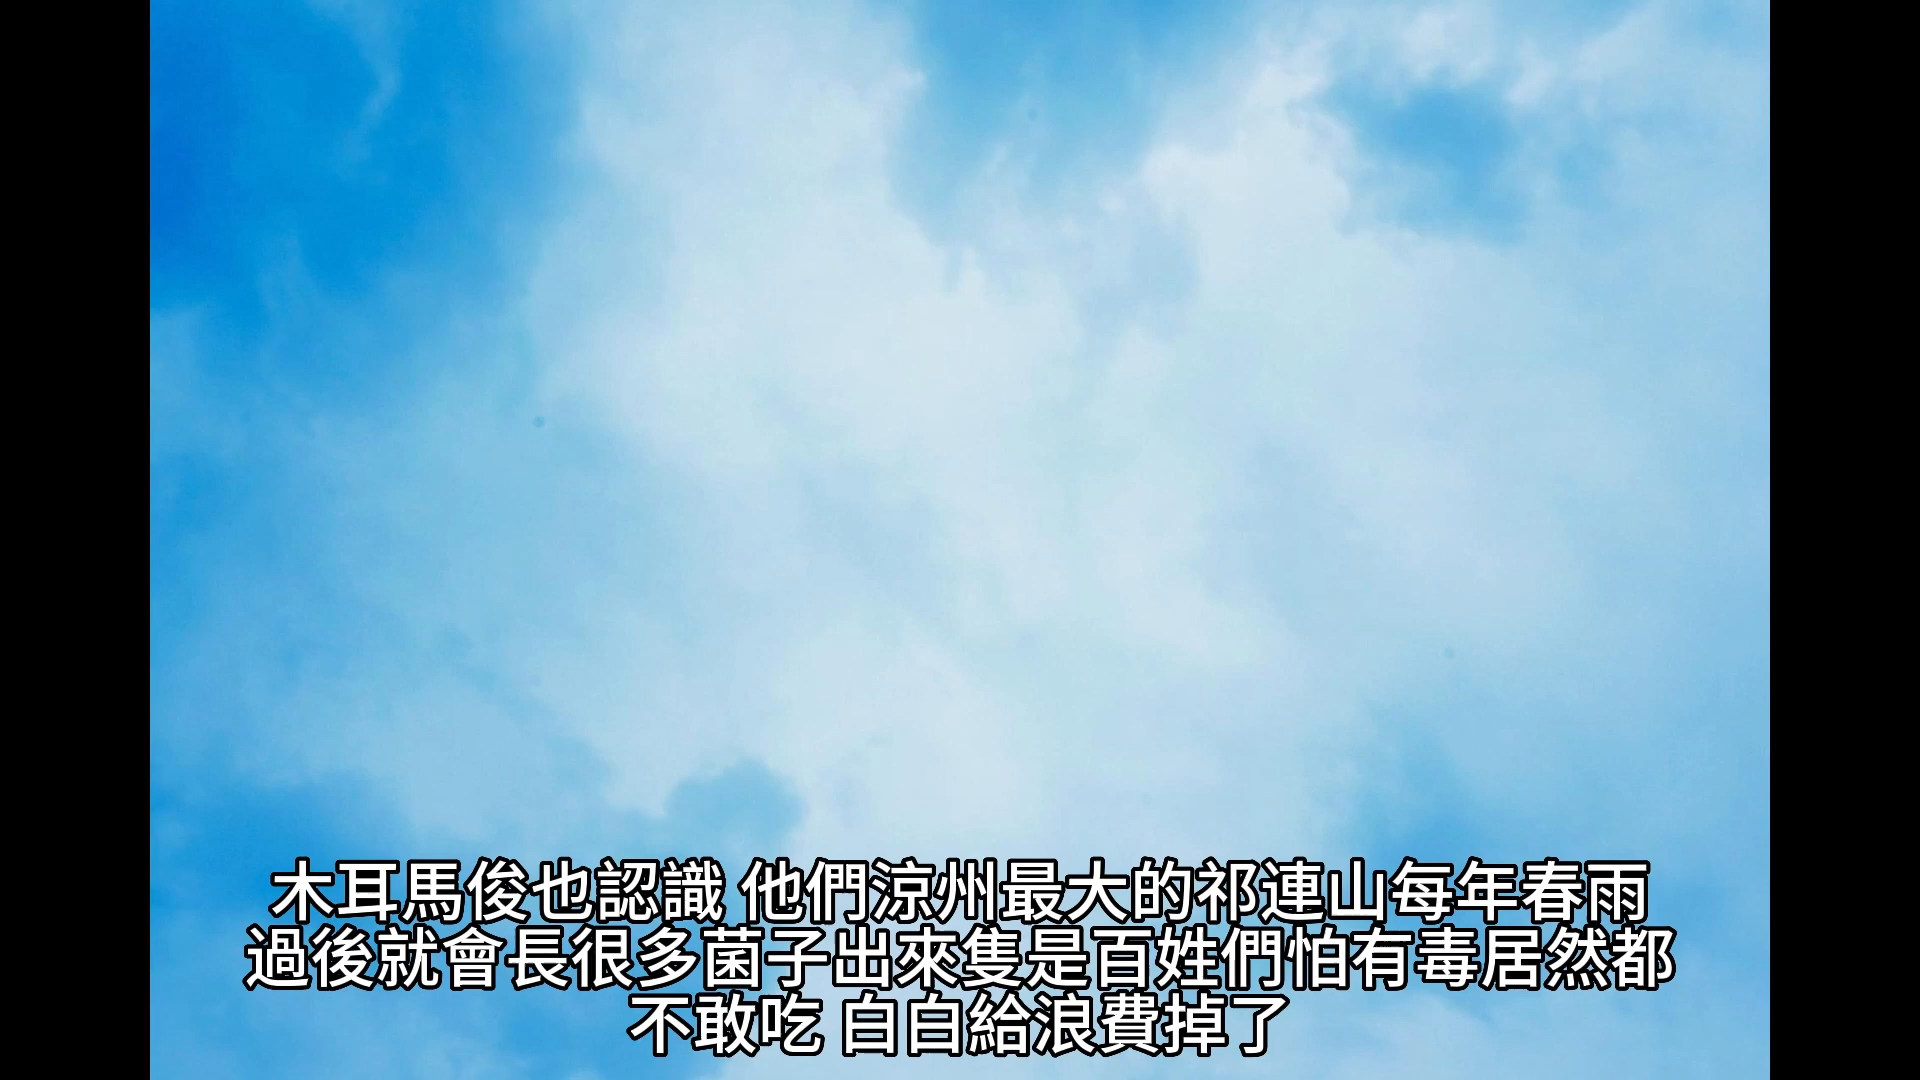 木耳馬俊也認識 他們涼州最大的祁連山每年春雨
過後就會長很多菌子出來隻是百姓們怕有毒居然都
不敢吃 白白給浪費掉了